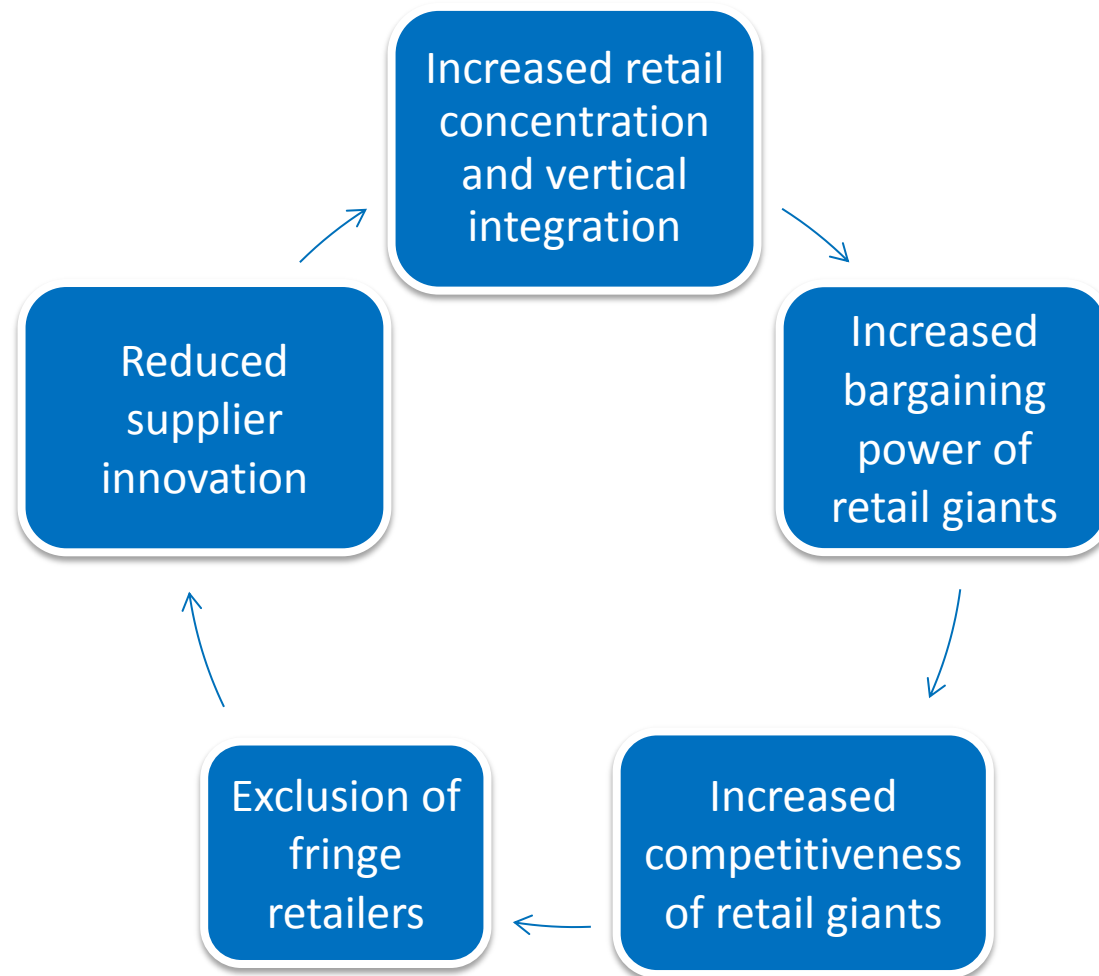 Increased retail
concentration
and vertical
integration
Increased
bargaining
power of
retail giants
Increased
competitiveness
of retail giants
Exclusion of
fringe
retailers
Reduced
supplier
innovation